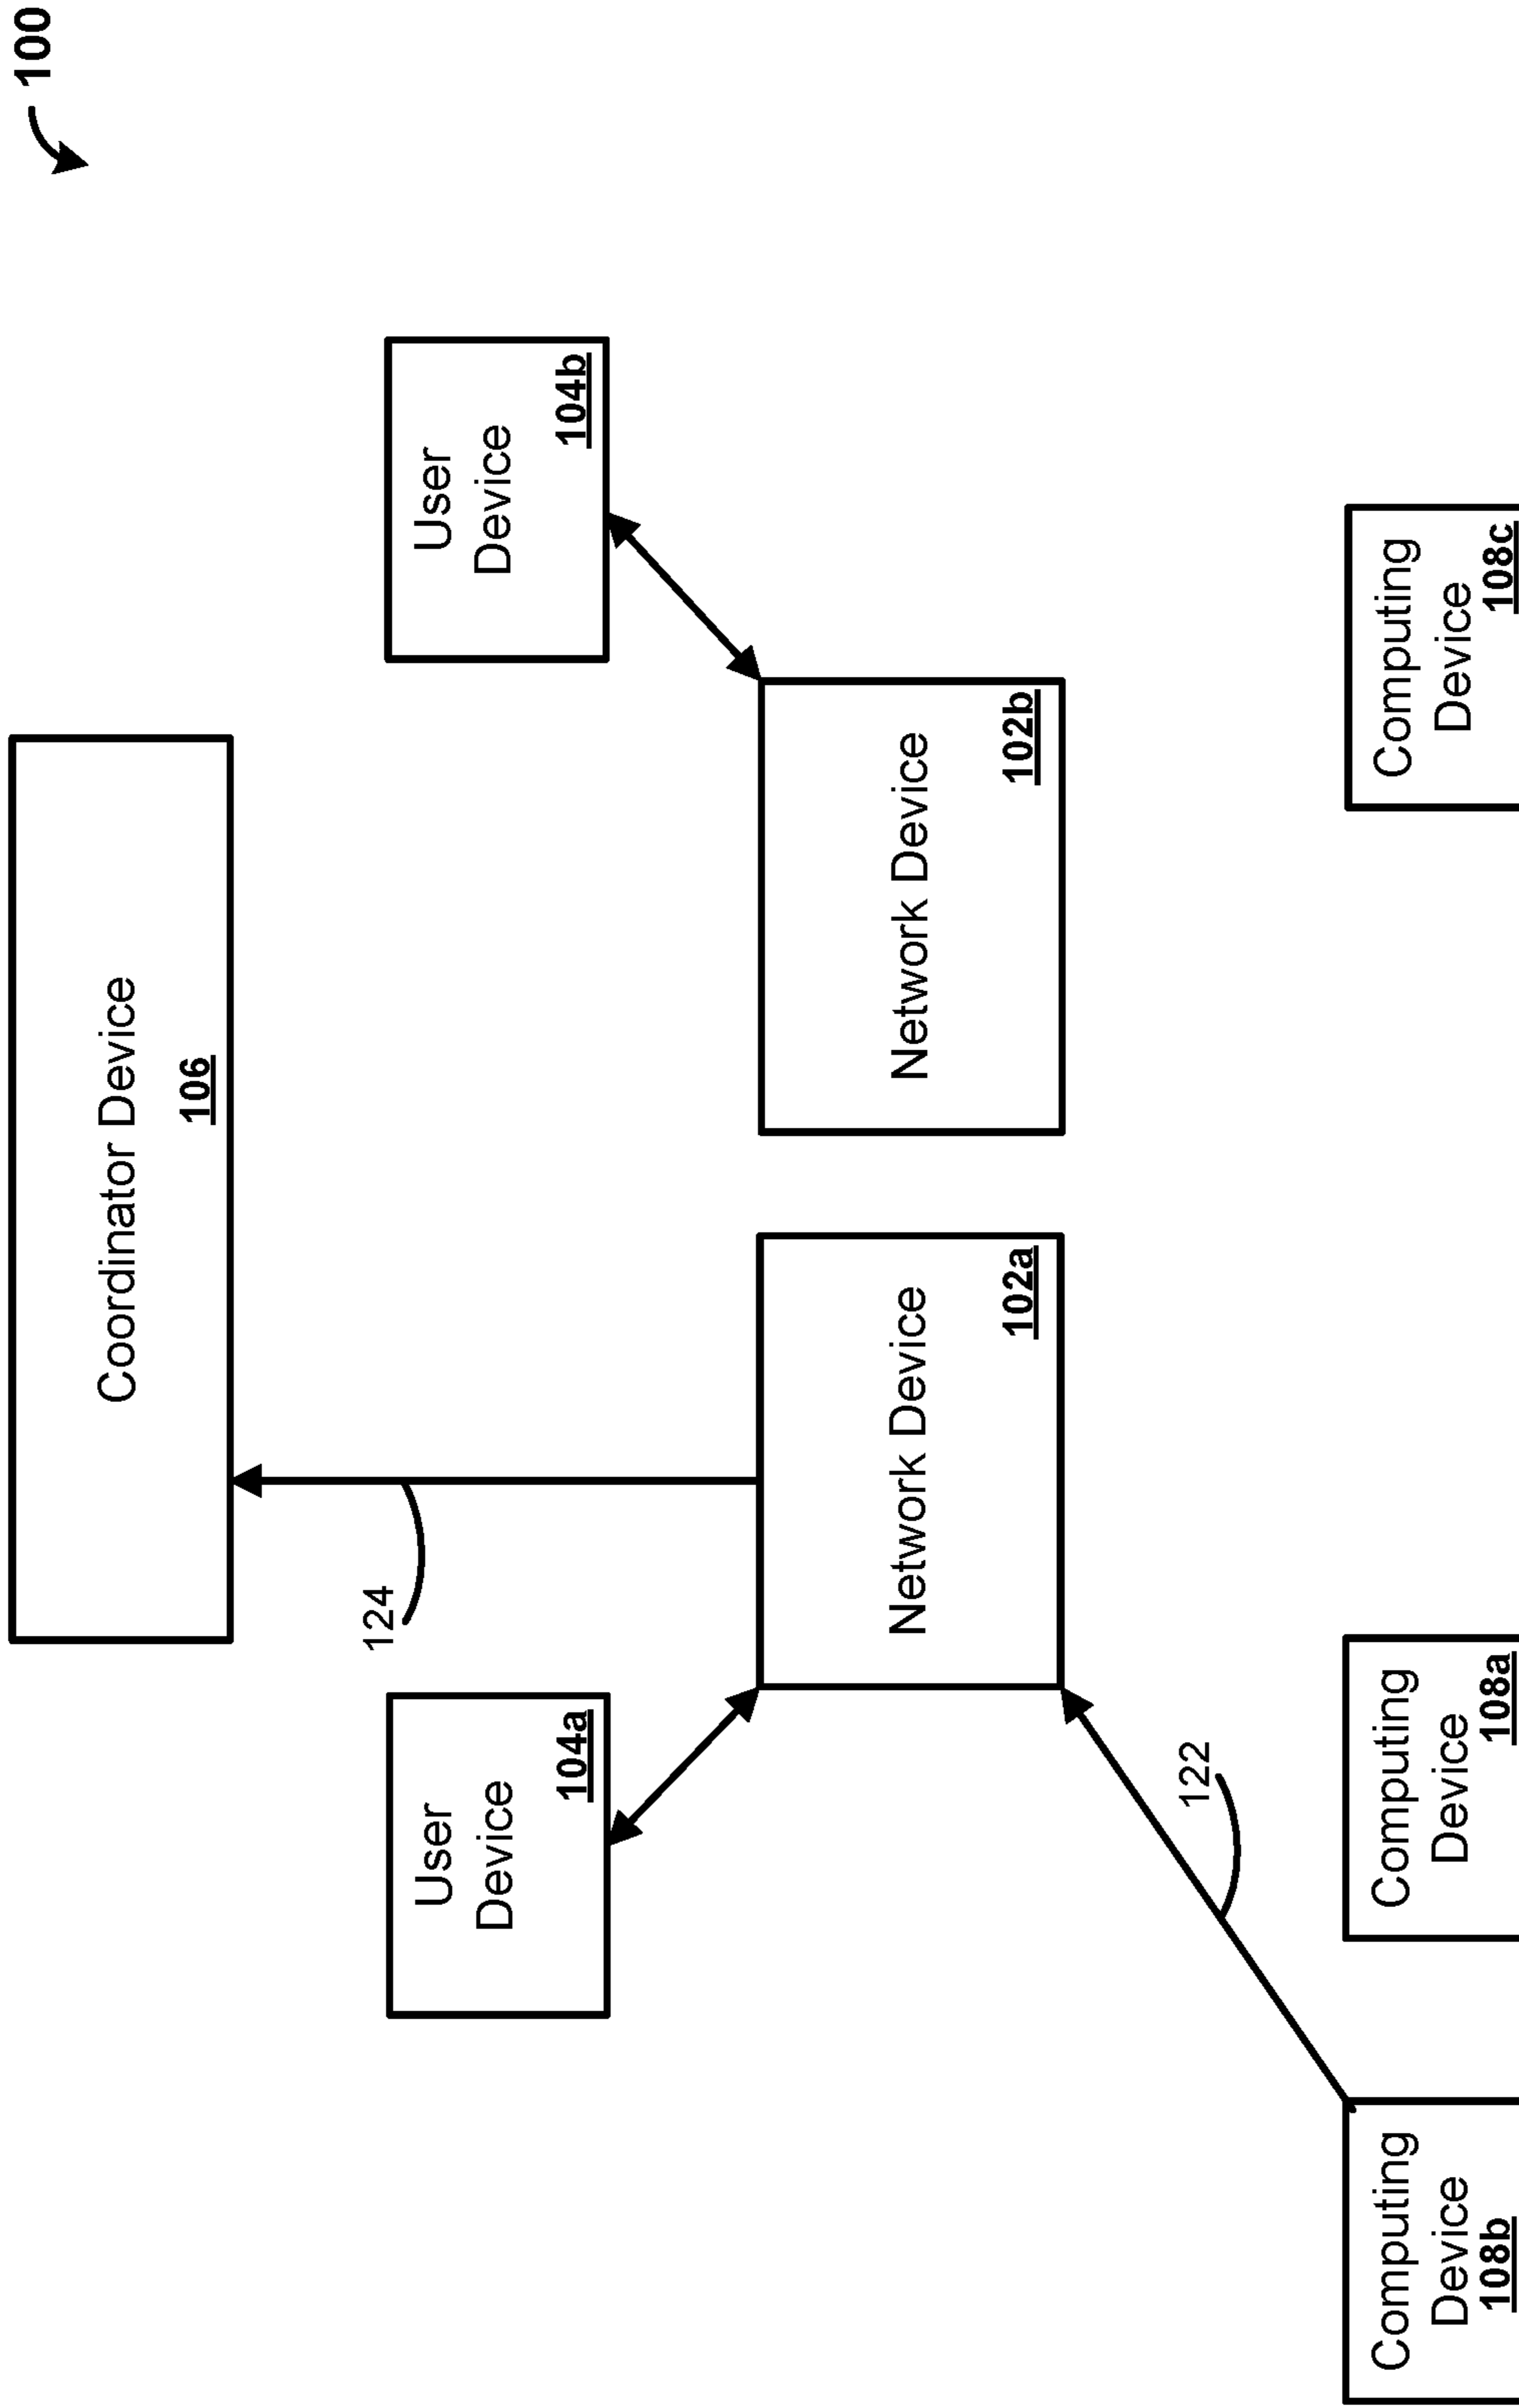 100
Coordinator Device
106
User
Device
104a
124
User
Device
104b
Network Device
102a
Network Device
102b
122
Computing
Device
108b
Computing
Device
108a
Computing
Device
108c